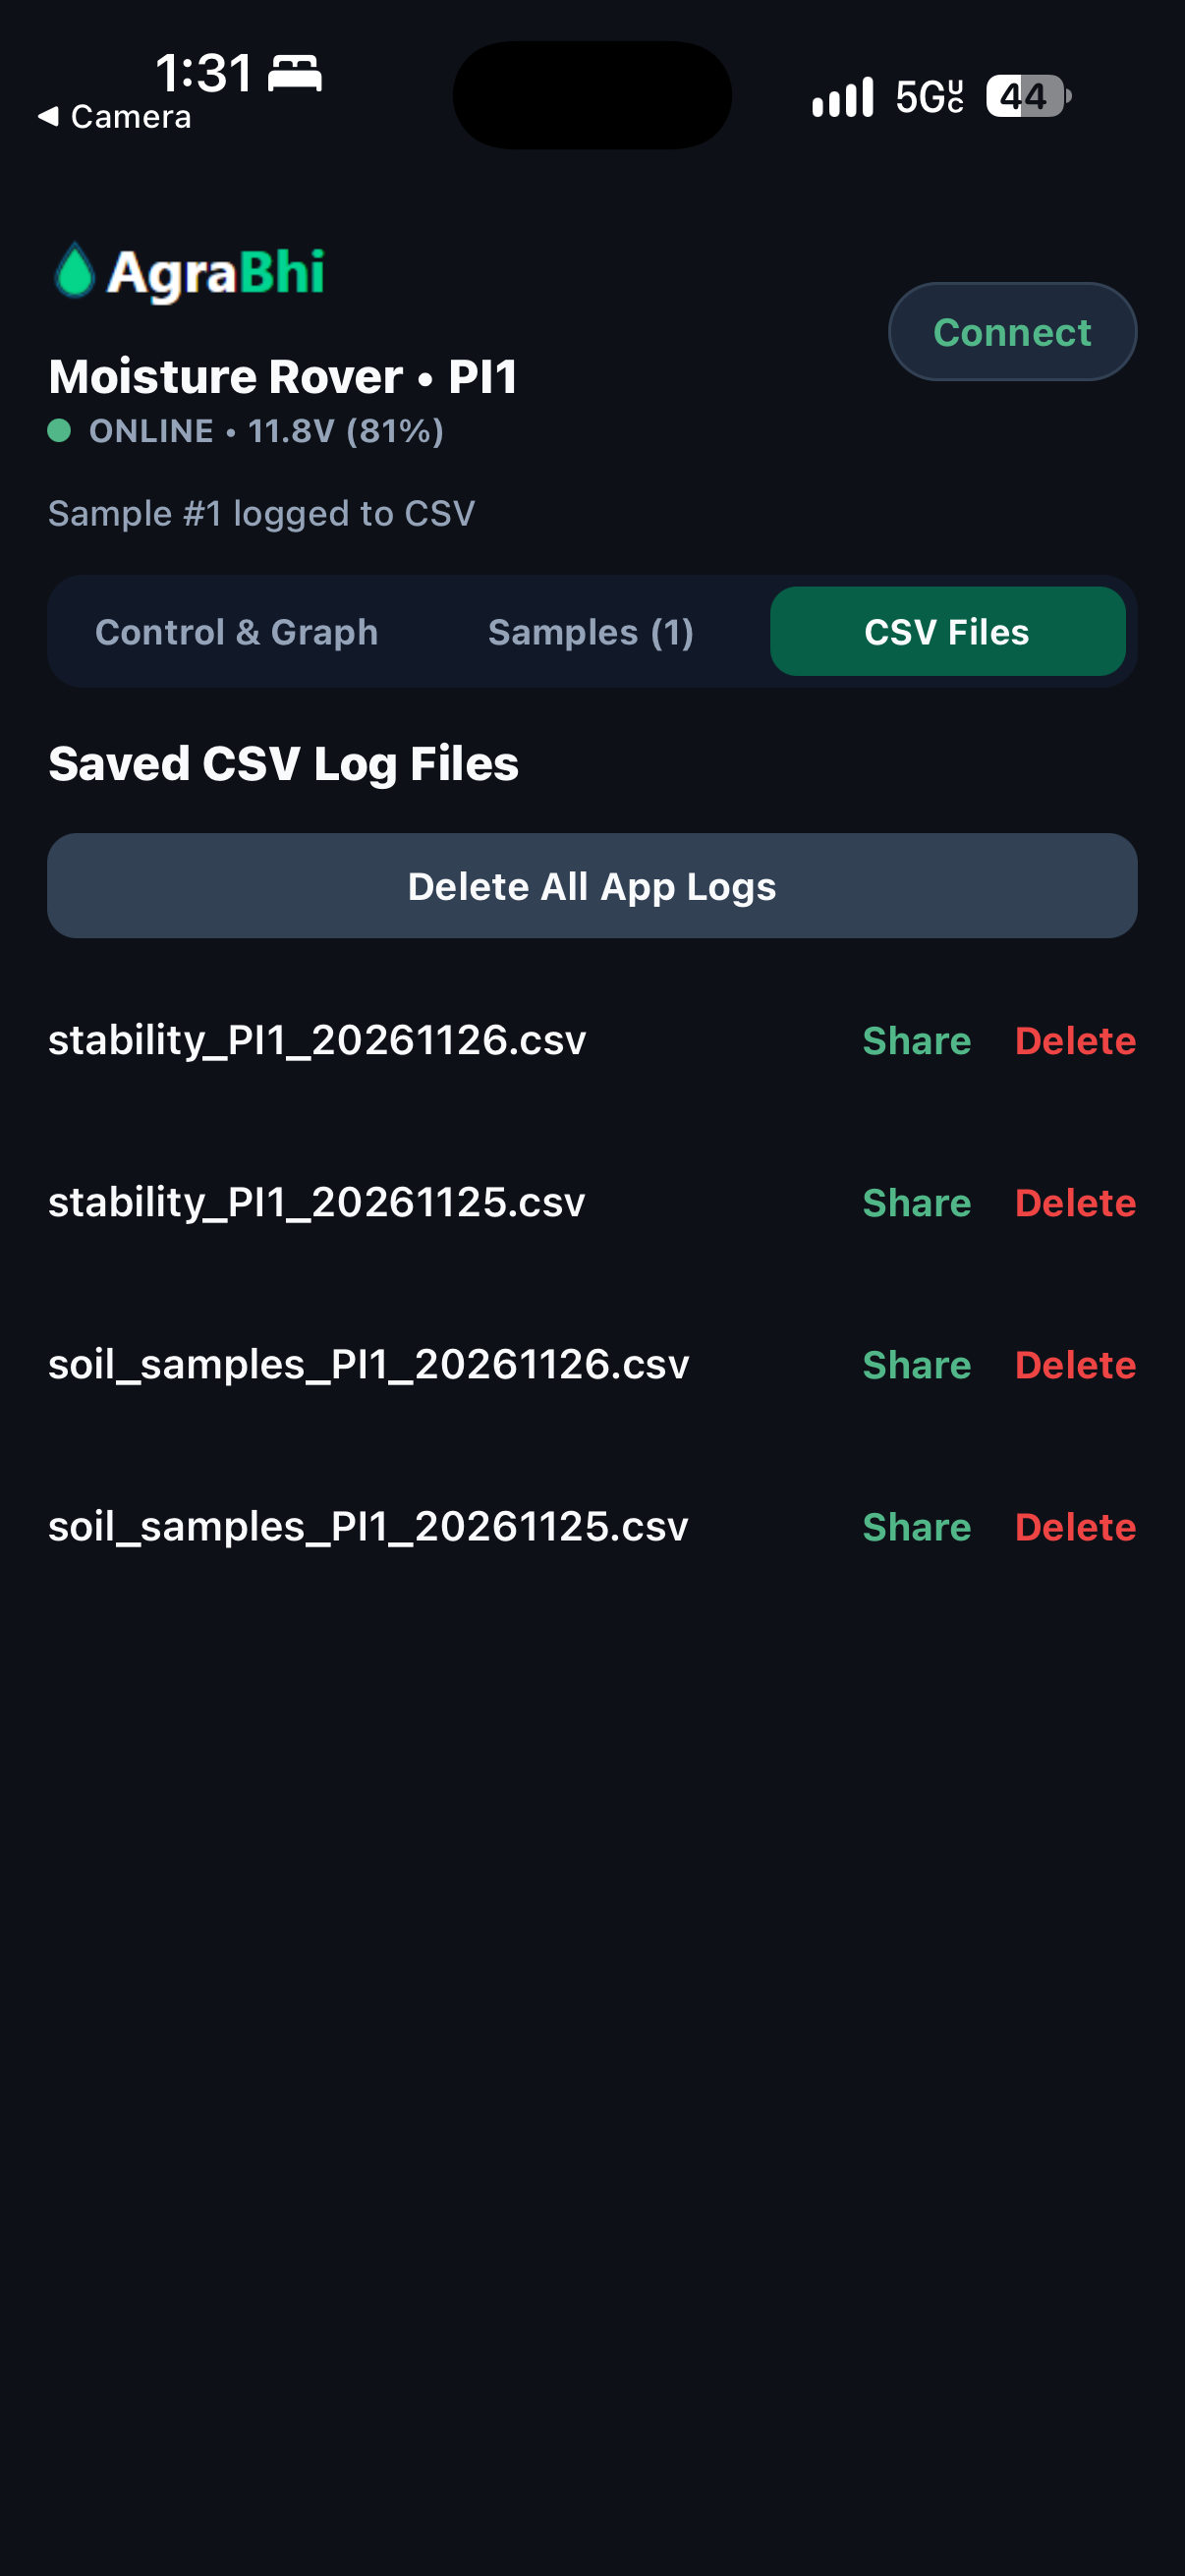 1:31
5G UC 44
Camera
AgraBhi
Connect
Moisture Rover • PI1
ONLINE • 11.8V (81%)
Sample #1 logged to CSV
Control & Graph Samples (1) CSV Files
Saved CSV Log Files
Delete All App Logs
stability_PI1_20261126.csv Share Delete
stability_PI1_20261125.csv Share Delete
soil_samples_PI1_20261126.csv Share Delete
soil_samples_PI1_20261125.csv Share Delete